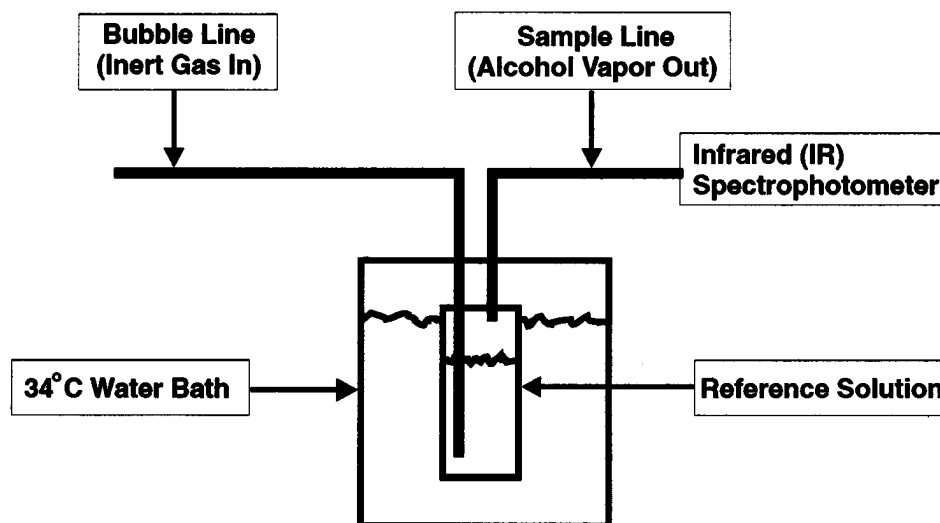 Bubble Line
(Inert Gas In)
Sample Line
(Alcohol Vapor Out)
Infrared (IR)
Spectrophotometer
34°C Water Bath
Reference Solution